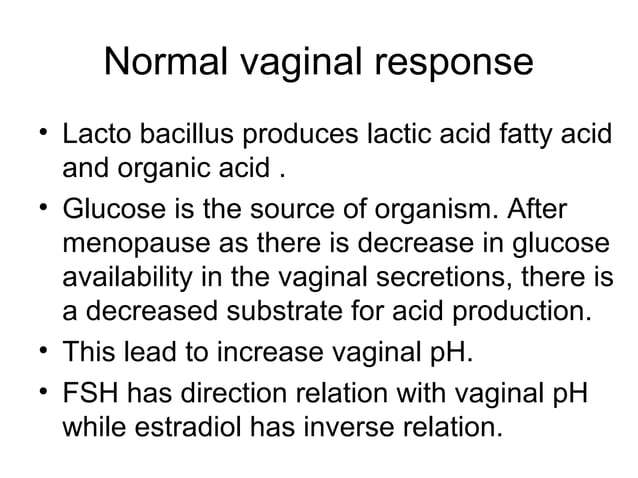 Normal vaginal response
• Lacto bacillus produces lactic acid fatty acid
and organic acid .
• Glucose is the source of organism. After
menopause as there is decrease in glucose
availability in the vaginal secretions, there is
a decreased substrate for acid production.
• This lead to increase vaginal pH.
• FSH has direction relation with vaginal pH
while estradiol has inverse relation.